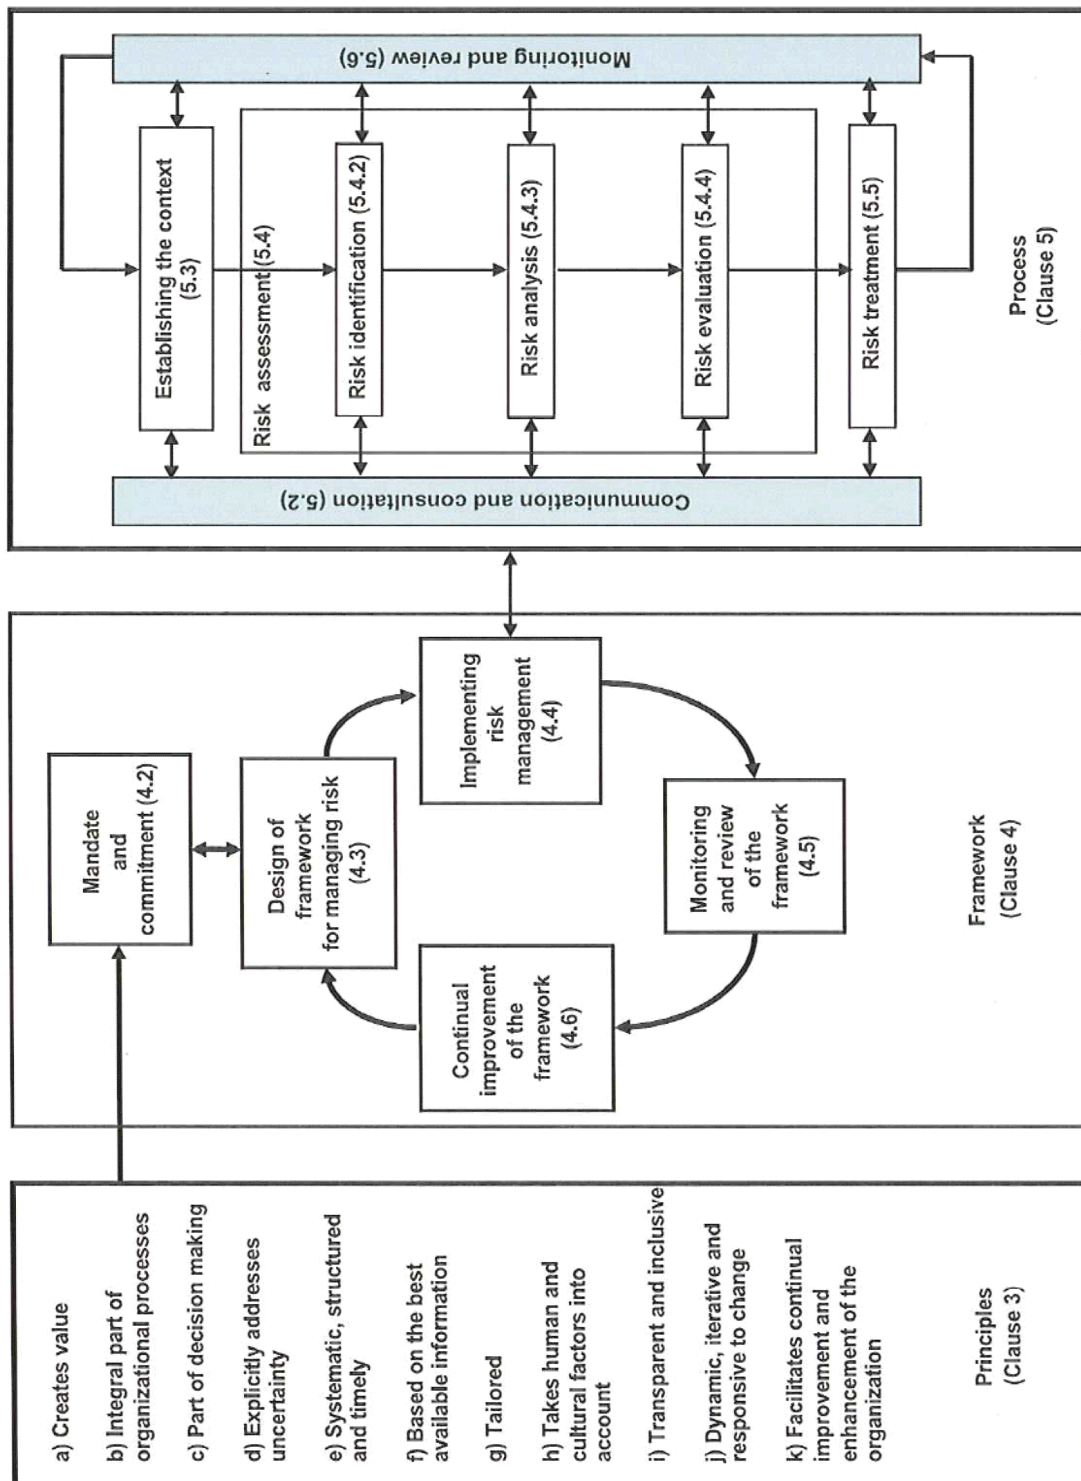 a) Creates value
b) Integral part of
organizational processes
c) Part of decision making
d) Explicitly addresses
uncertainty
e) Systematic, structured
and timely
f) Based on the best
available information
g) Tailored
h) Takes human and
cultural factors into
account
i) Transparent and inclusive
j) Dynamic, iterative and
responsive to change
k) Facilitates continual
improvement and
enhancement of the
organization
Principles
(Clause 3)
Mandate
and
commitment (4.2)
Design of
framework
for managing risk
(4.3)
Implementing
risk
management
(4.4)
Monitoring
and review
of the
framework
(4.5)
Continual
improvement
of the
framework
(4.6)
Framework
(Clause 4)
Communication and consultation (5.2)
Establishing the context
(5.3)
Risk assessment (5.4)
Risk identification (5.4.2)
Risk analysis (5.4.3)
Risk evaluation (5.4.4)
Risk treatment (5.5)
Monitoring and review (5.6)
Process
(Clause 5)